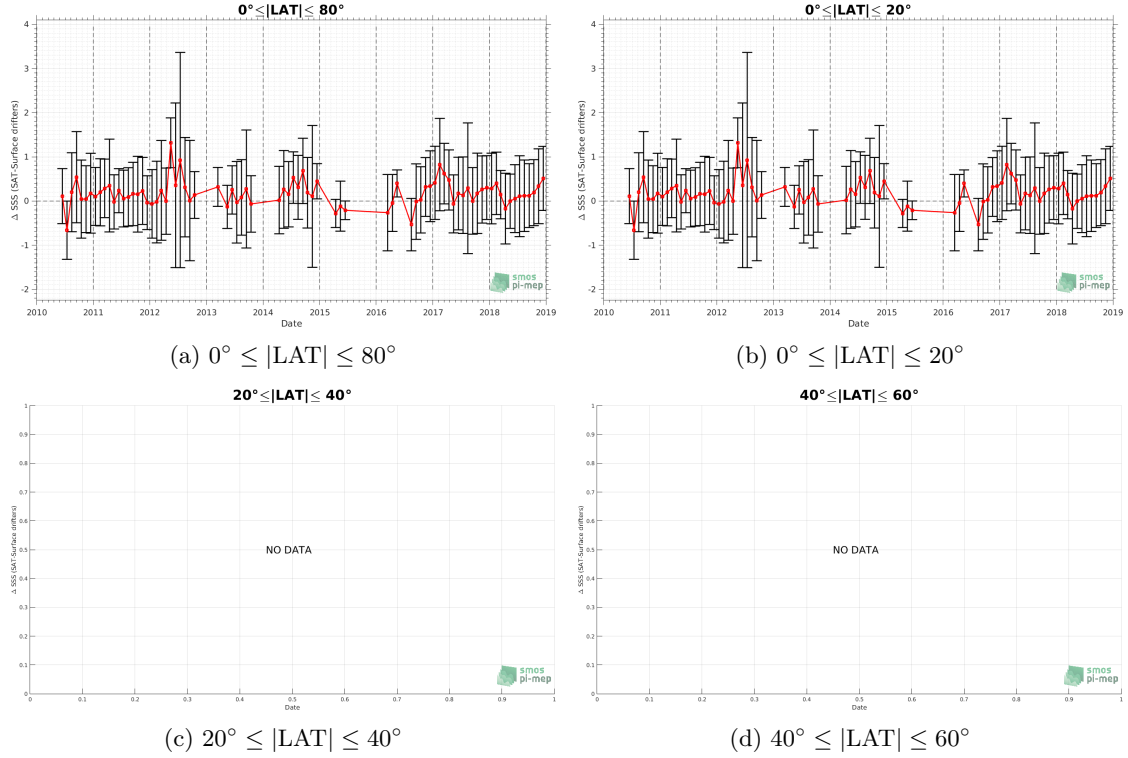 0°≤|LAT|≤ 80°
Δ SSS (SAT-Surface drifters)
4
3
2
1
0
-1
-2
2010 2011 2012 2013 2014 2015 2016 2017 2018 2019
Date
smos
pi-mep
(a) 0° ≤ |LAT| ≤ 80°
0°≤|LAT|≤ 20°
Δ SSS (SAT-Surface drifters)
4
3
2
1
0
-1
-2
2010 2011 2012 2013 2014 2015 2016 2017 2018 2019
Date
smos
pi-mep
(b) 0° ≤ |LAT| ≤ 20°
20°≤|LAT|≤ 40°
Δ SSS (SAT-Surface drifters)
1
0.9
0.8
0.7
0.6
0.5
0.4
0.3
0.2
0.1
0
NO DATA
0 0.1 0.2 0.3 0.4 0.5 0.6 0.7 0.8 0.9 1
Date
smos
pi-mep
(c) 20° ≤ |LAT| ≤ 40°
40°≤|LAT|≤ 60°
Δ SSS (SAT-Surface drifters)
1
0.9
0.8
0.7
0.6
0.5
0.4
0.3
0.2
0.1
0
NO DATA
0 0.1 0.2 0.3 0.4 0.5 0.6 0.7 0.8 0.9 1
Date
smos
pi-mep
(d) 40° ≤ |LAT| ≤ 60°